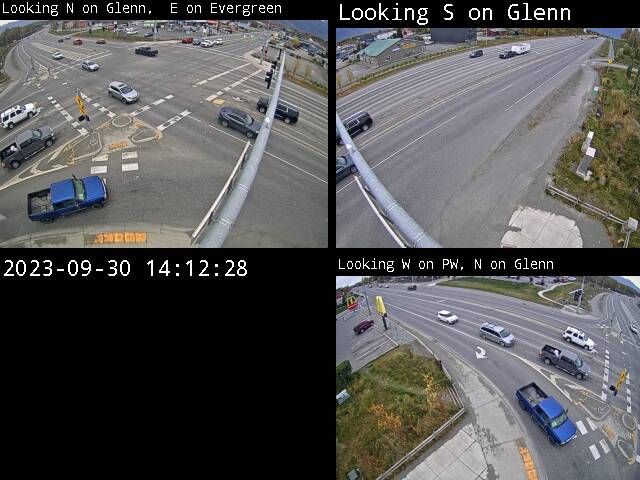 Looking N on Glenn, E on Evergreen
Looking S on Glenn
2023-09-30 14:12:28
Looking W on PW, N on Glenn